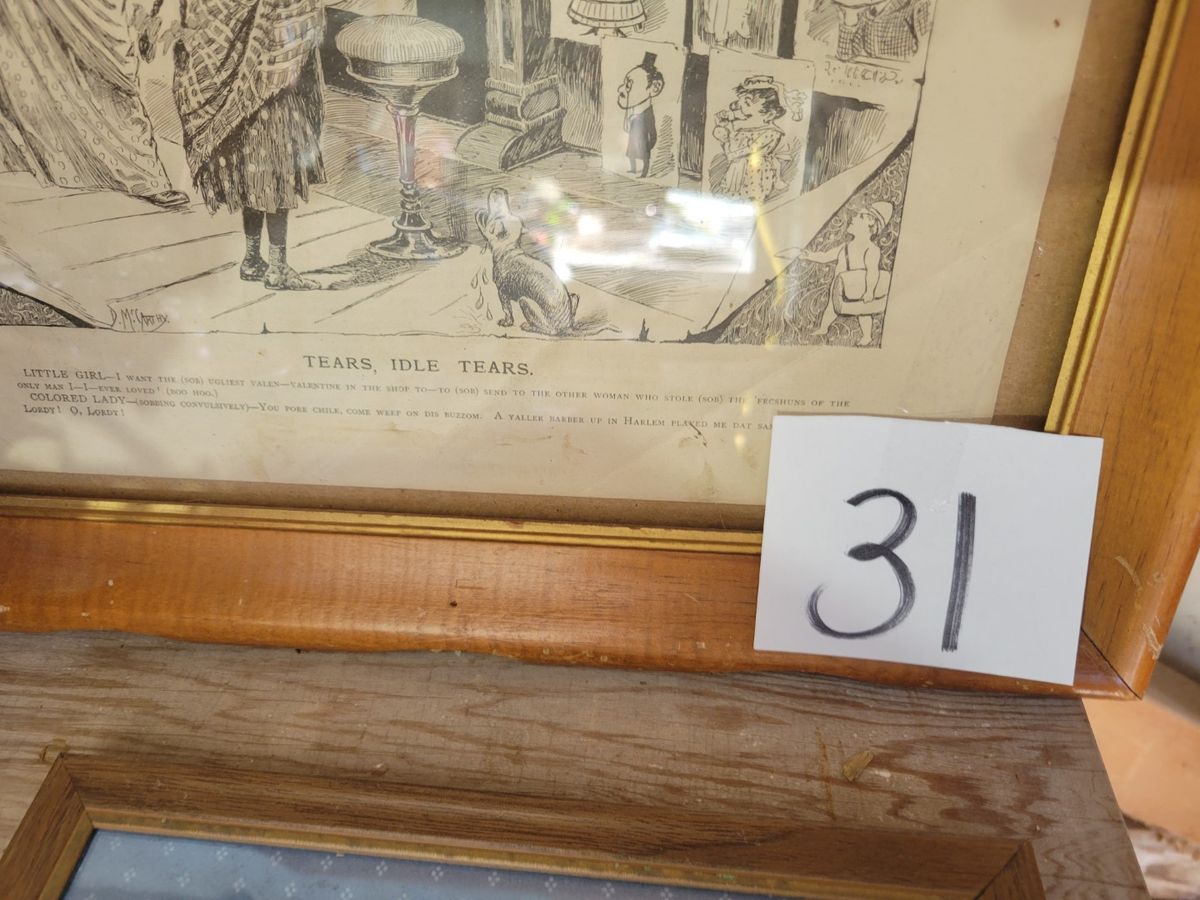 D. McCARTHY.
TEARS, IDLE TEARS.
LITTLE GIRL—I WANT THE (SOB) UGLIEST VALEN—VALENTINE IN THE SHOP TO—TO (SOB) SEND TO THE OTHER WOMAN WHO STOLE (SOB) THE 'FECSHUNS OF THE
ONLY MAN I—I—EVER LOVED! (BOO HOO.)
COLORED LADY—(SOBBING CONVULSIVELY)—YOU PORE CHILE, COME WEEP ON DIS BUZZOM. A YALLER BARBER UP IN HARLEM PLAYED ME DAT
LORDY! O, LORDY!
31